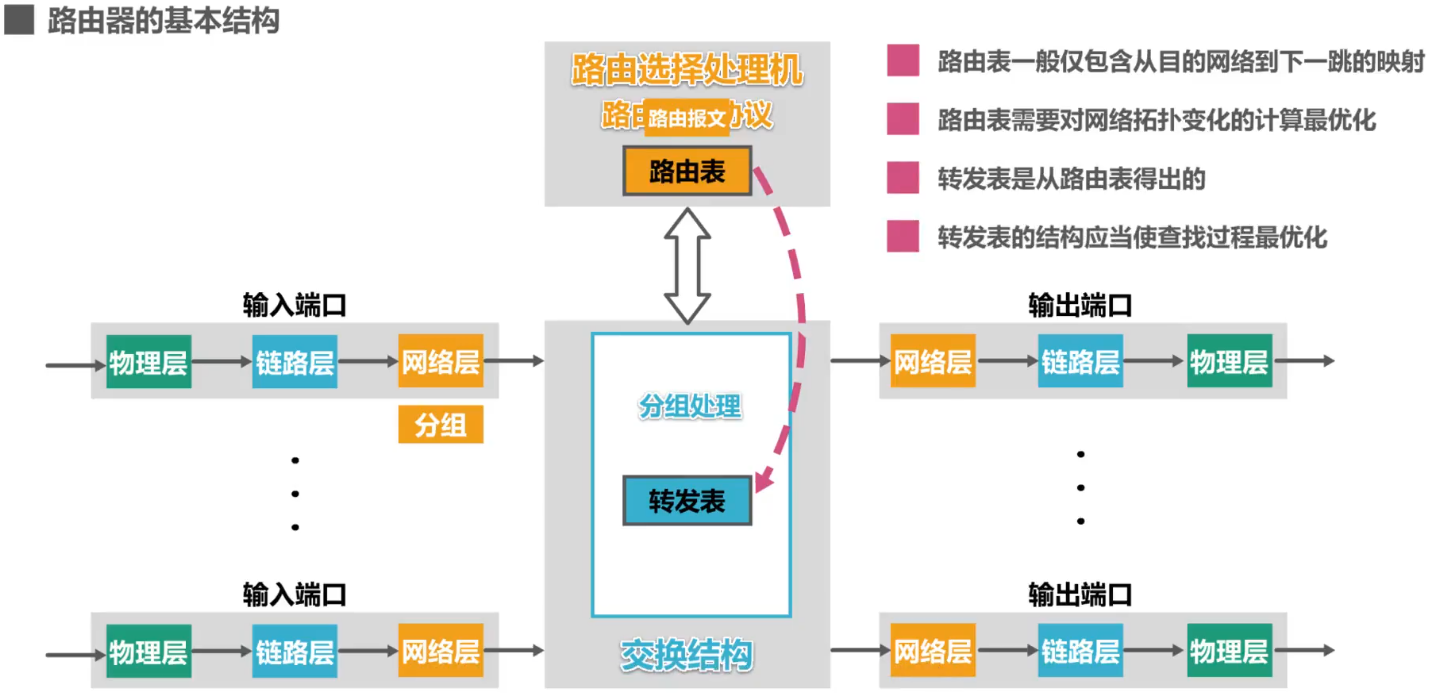 路由器的基本结构
路由选择处理机
路由 协议
路由报文
路由表
路由表一般仅包含从目的网络到下一跳的映射
路由表需要对网络拓扑变化的计算最优化
转发表是从路由表得出的
转发表的结构应当使查找过程最优化
输入端口
物理层
链路层
网络层
分组
分组处理
转发表
交换结构
输出端口
网络层
链路层
物理层
输入端口
物理层
链路层
网络层
输出端口
网络层
链路层
物理层